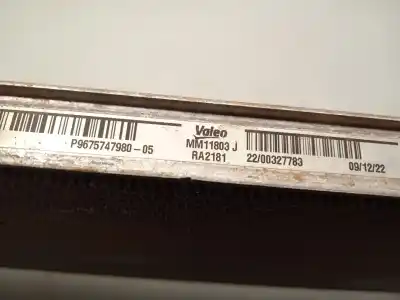 Valeo
P9675747980-05
MM11803 J
RA2181
22/00327783
09/12/22